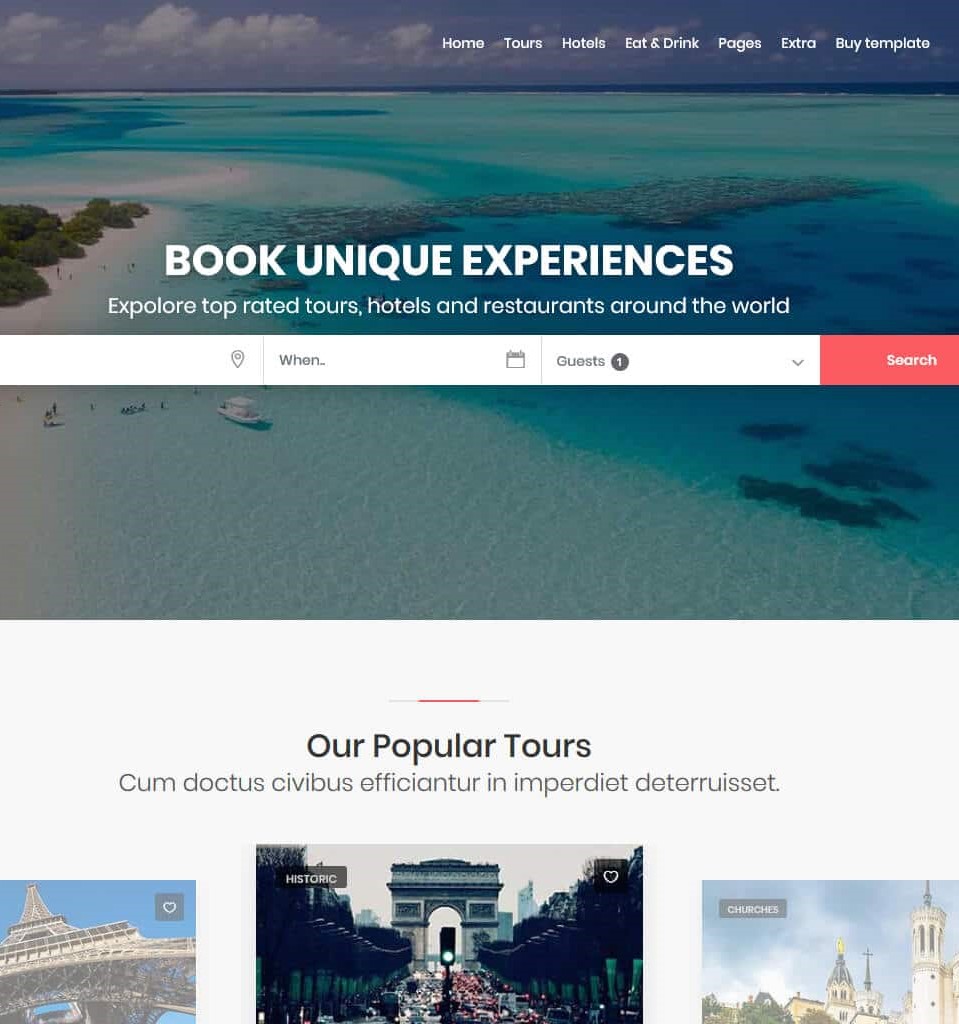 Home Tours Hotels Eat & Drink Pages Extra Buy template
BOOK UNIQUE EXPERIENCES
Expolore top rated tours, hotels and restaurants around the world
When.. Guests 1 Search
Our Popular Tours
Cum doctus civibus efficiantur in imperdiet deterruisset.
HISTORIC
CHURCHES